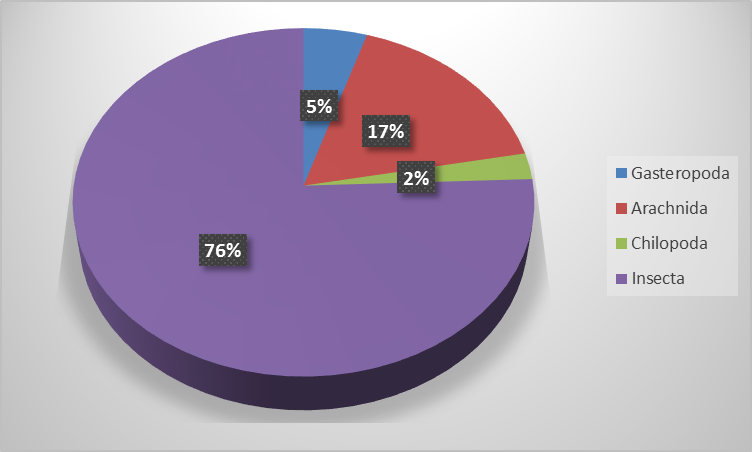 5%
17%
2%
76%
Gasteropoda
Arachnida
Chilopoda
Insecta